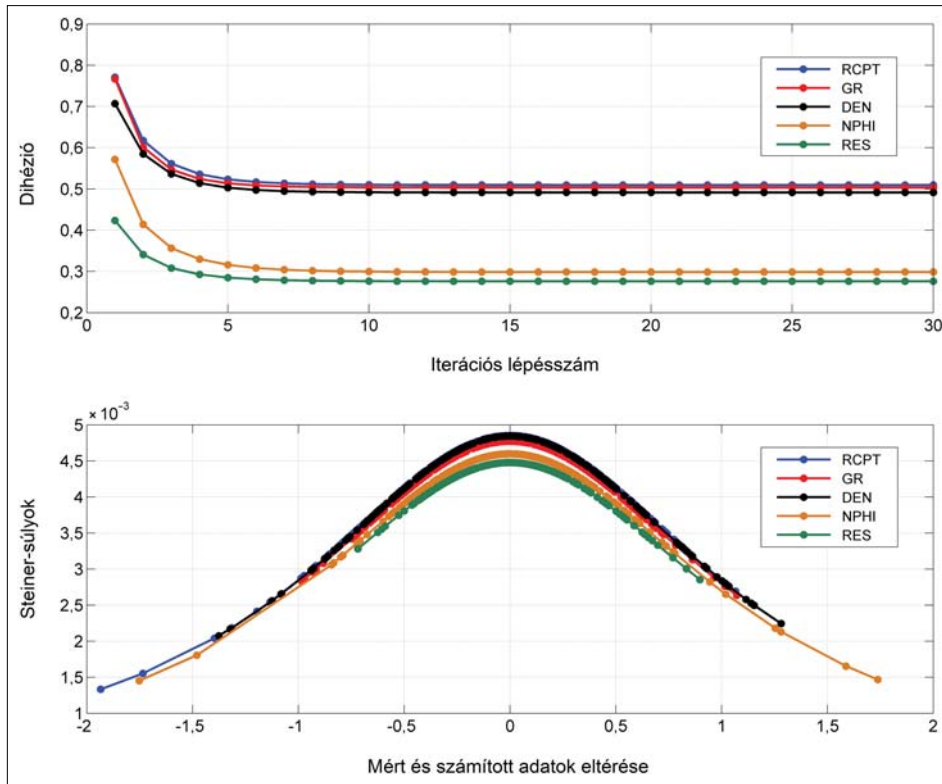 0,9
0,8
0,7
0,6
0,5
0,4
0,3
0,2
Dihézió
0
5
10
15
20
25
30
Iterációs lépésszám
RCPT
GR
DEN
NPHI
RES
× 10⁻³
5
4,5
4
3,5
3
2,5
2
1,5
1
Steiner-súlyok
-2
-1,5
-1
-0,5
0
0,5
1
1,5
2
Mért és számított adatok eltérése
RCPT
GR
DEN
NPHI
RES